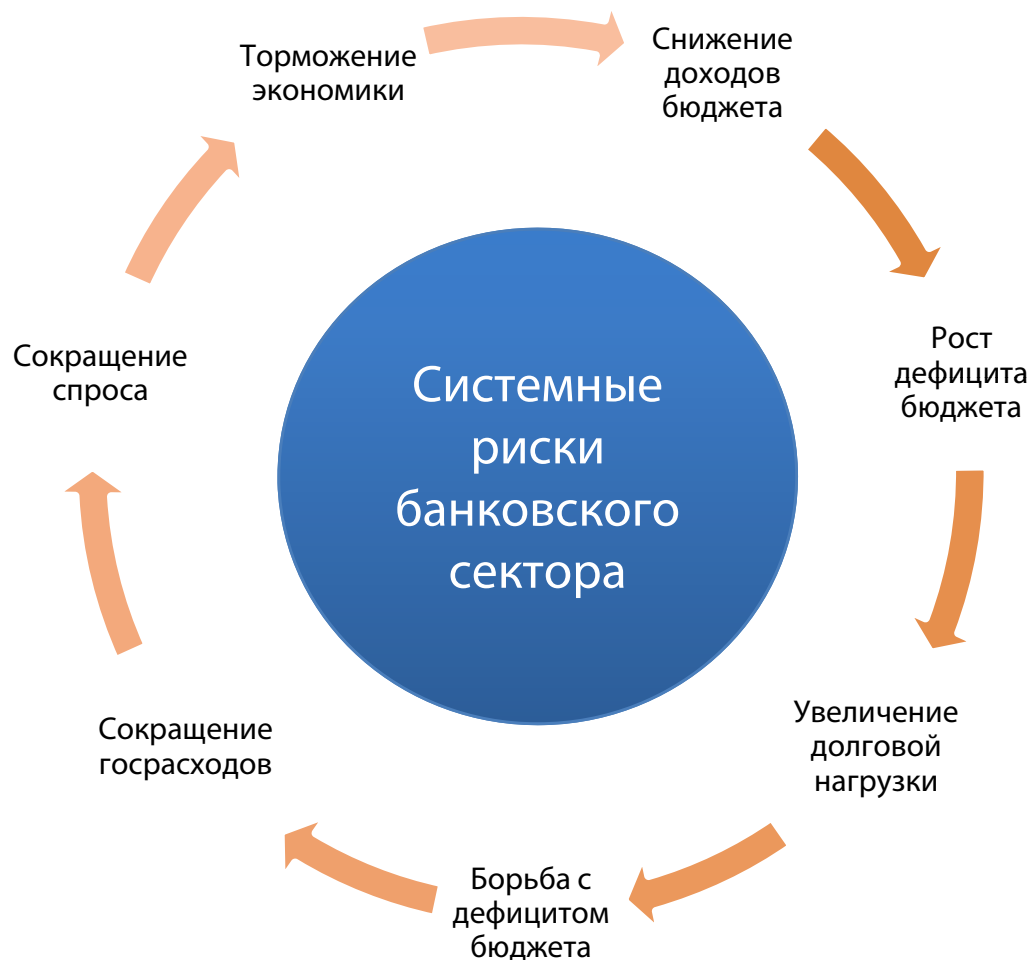 Торможение
экономики
Снижение
доходов
бюджета
Рост
дефицита
бюджета
Увеличение
долговой
нагрузки
Борьба с
дефицитом
бюджета
Сокращение
госрасходов
Сокращение
спроса
Системные
риски
банковского
сектора